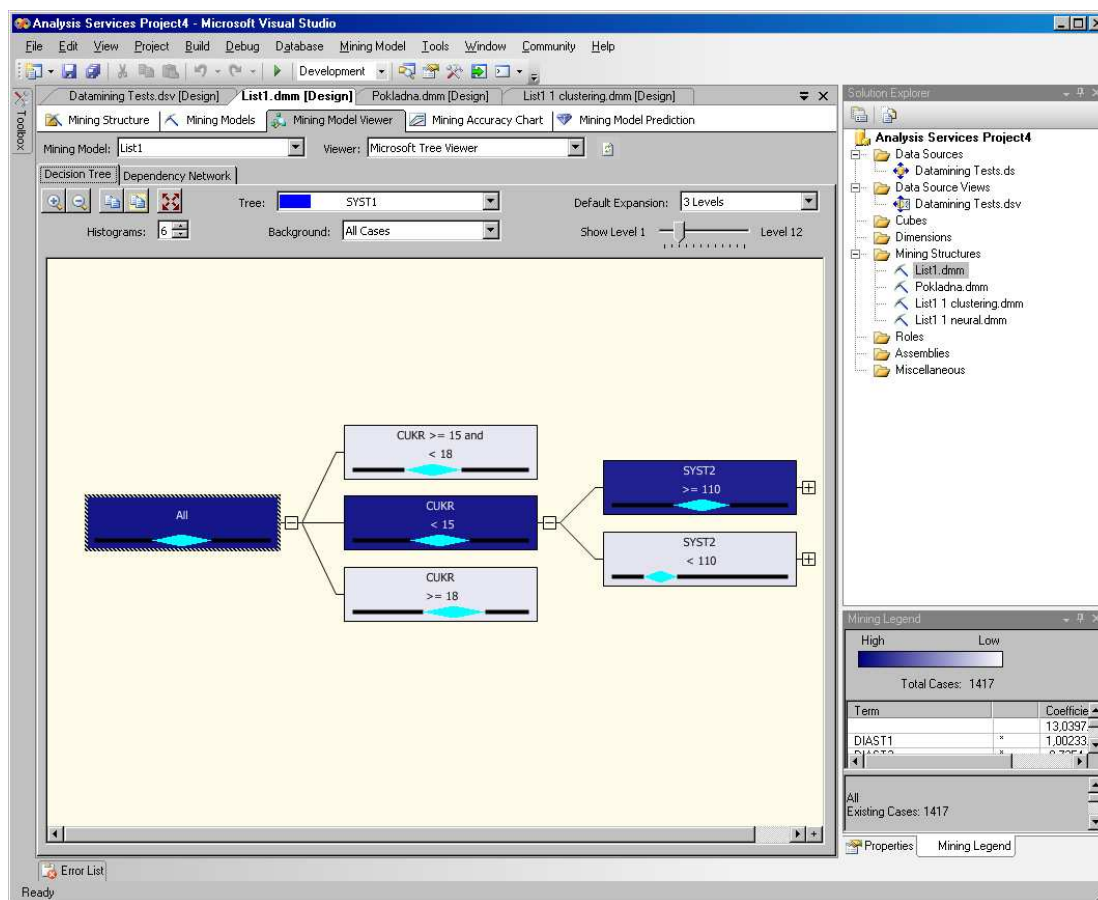 Analysis Services Project4 - Microsoft Visual Studio
File Edit View Project Build Debug Database Mining Model Tools Window Community Help
Development
Toolbox
Datamining Tests.dsv [Design] List1.dmm [Design] Pokladna.dmm [Design] List1 1 clustering.dmm [Design]
Mining Structure Mining Models Mining Model Viewer Mining Accuracy Chart Mining Model Prediction
Mining Model: List1 Viewer: Microsoft Tree Viewer
Decision Tree Dependency Network
Tree: SYST1 Default Expansion: 3 Levels
Histograms: 6 Background: All Cases Show Level 1 Level 12
All
CUKR >= 15 and
< 18
CUKR
< 15
CUKR
>= 18
SYST2
>= 110
SYST2
< 110
Solution Explorer
Analysis Services Project4
Data Sources
Datamining Tests.ds
Data Source Views
Datamining Tests.dsv
Cubes
Dimensions
Mining Structures
List1.dmm
Pokladna.dmm
List1 1 clustering.dmm
List1 1 neural.dmm
Roles
Assemblies
Miscellaneous
Mining Legend
High Low
Total Cases: 1417
Term Coefficie
13,0397
DIAST1 * 1,00233
All
Existing Cases: 1417
Properties Mining Legend
Error List
Ready